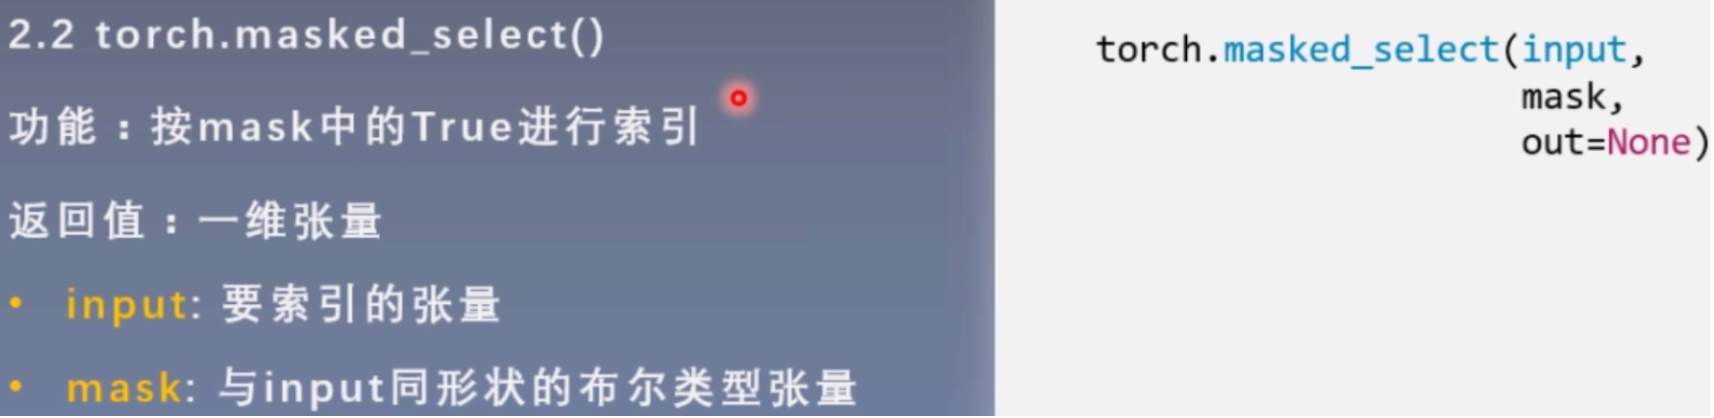 2.2 torch.masked_select()
功能：按mask中的True进行索引
返回值：一维张量
• input: 要索引的张量
• mask: 与input同形状的布尔类型张量
torch.masked_select(input,
mask,
out=None)